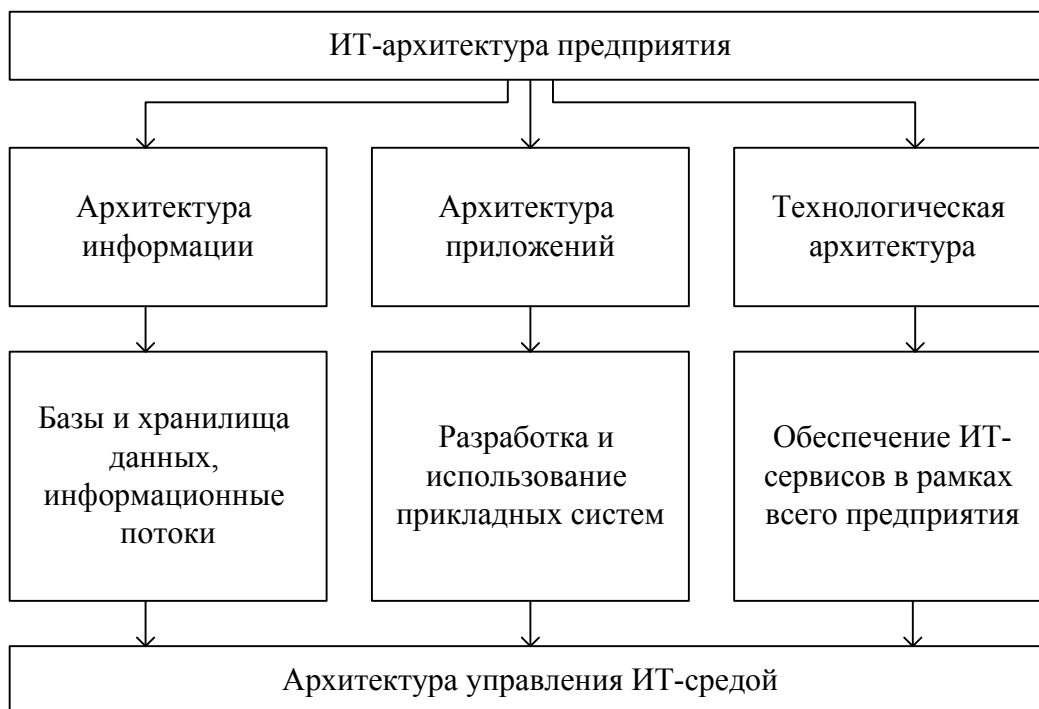 ИТ-архитектура предприятия
Архитектура
информации
Архитектура
приложений
Технологическая
архитектура
Базы и хранилища
данных,
информационные
потоки
Разработка и
использование
прикладных систем
Обеспечение ИТ-
сервисов в рамках
всего предприятия
Архитектура управления ИТ-средой